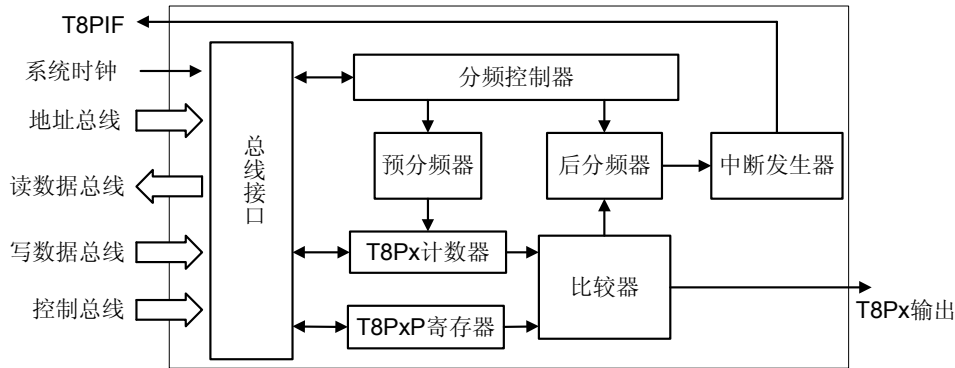 T8PIF
系统时钟
分频控制器
地址总线
总线接口
预分频器
后分频器
中断发生器
读数据总线
写数据总线
T8Px计数器
比较器
控制总线
T8PxP寄存器
T8Px输出